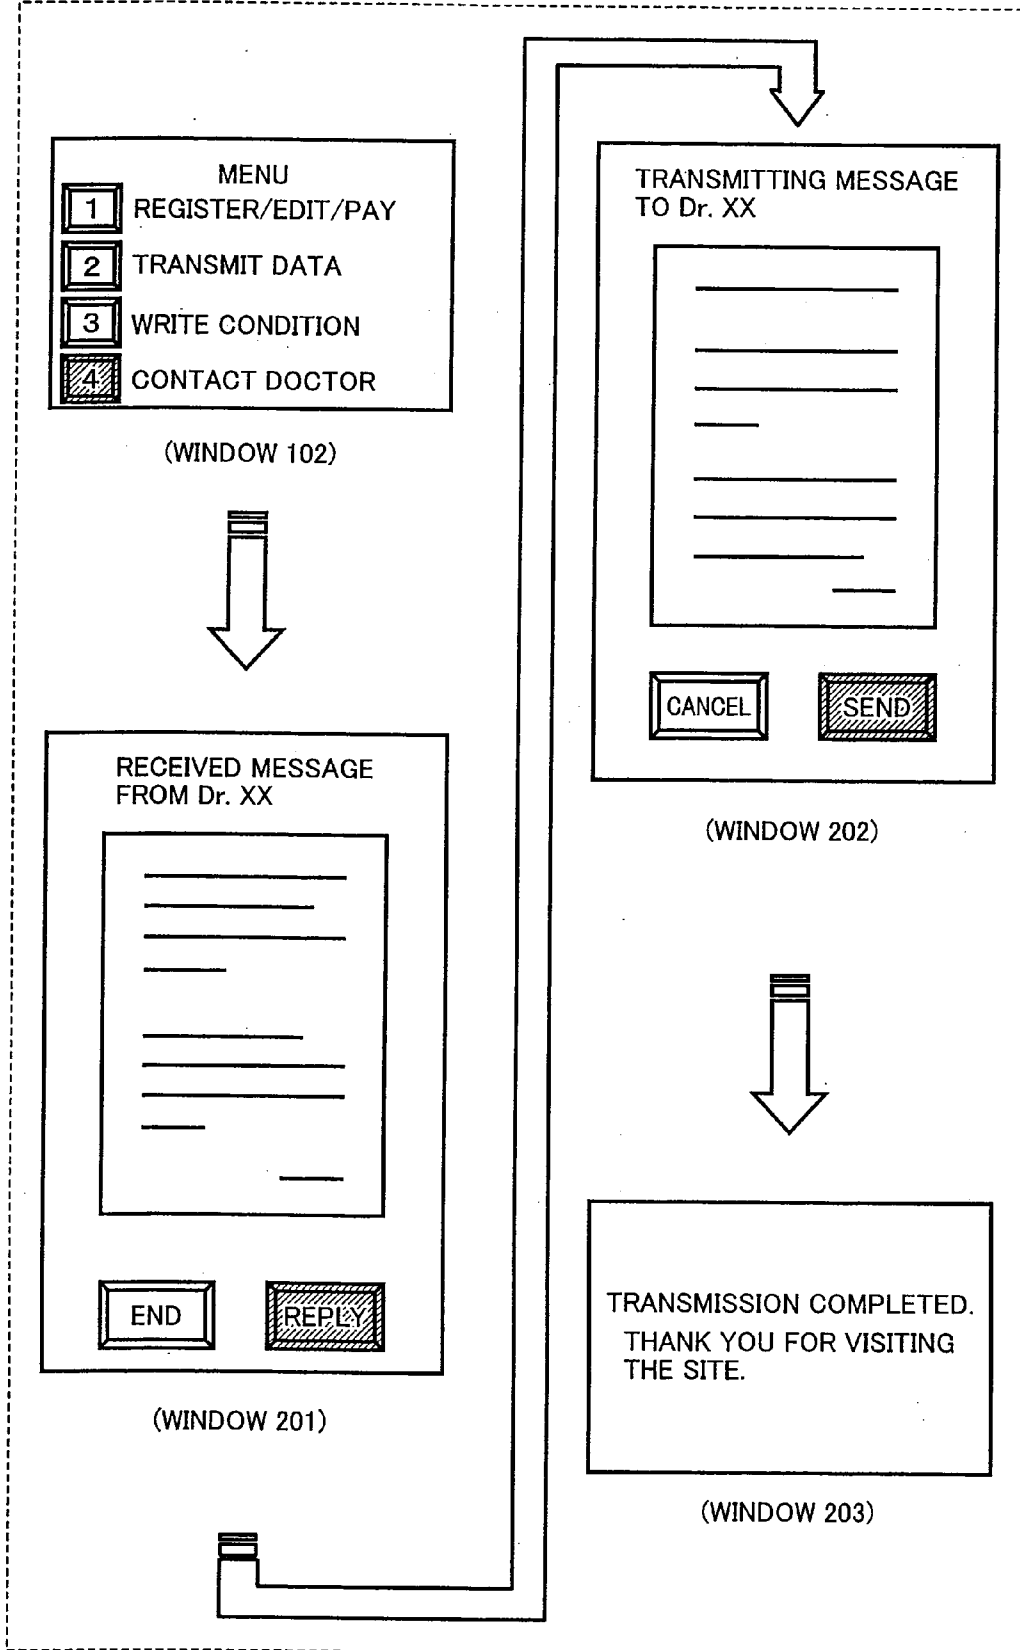 MENU
1 REGISTER/EDIT/PAY
2 TRANSMIT DATA
3 WRITE CONDITION
4 CONTACT DOCTOR
(WINDOW 102)
RECEIVED MESSAGE
FROM Dr. XX
END REPLY
(WINDOW 201)
TRANSMITTING MESSAGE
TO Dr. XX
CANCEL SEND
(WINDOW 202)
TRANSMISSION COMPLETED.
THANK YOU FOR VISITING
THE SITE.
(WINDOW 203)